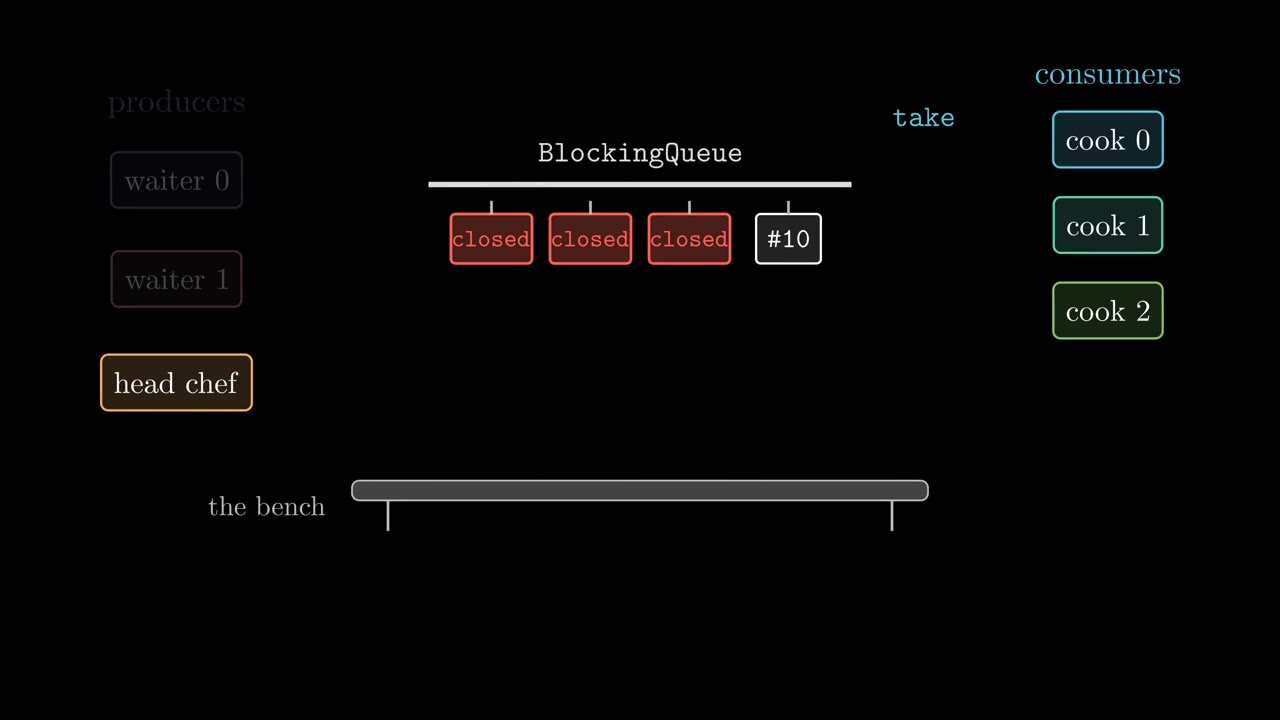 producers
waiter 0
waiter 1
head chef
BlockingQueue
closed closed closed #10
take
consumers
cook 0
cook 1
cook 2
the bench